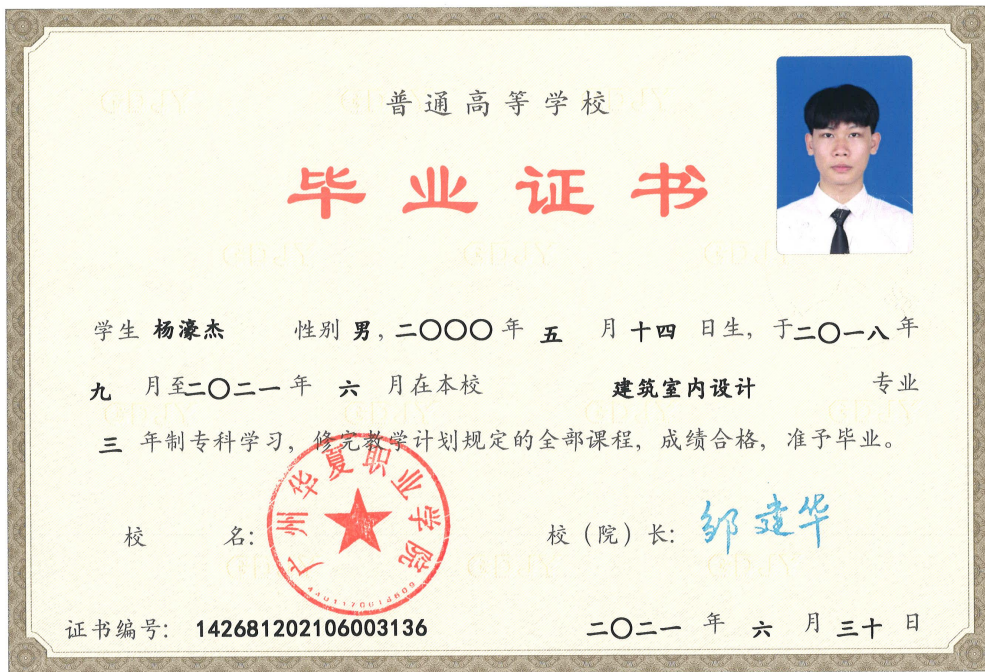 普通高等学校
毕业证书
学生 杨濠杰 性别 男，二〇〇〇年 五 月 十四 日生，于二〇一八年
九 月至二〇二一年 六 月在本校 建筑室内设计 专业
三 年制专科学习，修完教学计划规定的全部课程，成绩合格，准予毕业。
广州华夏职业学院
校 名： 校（院）长：邹建华
证书编号： 142681202106003136 二〇二一 年 六 月 三十 日